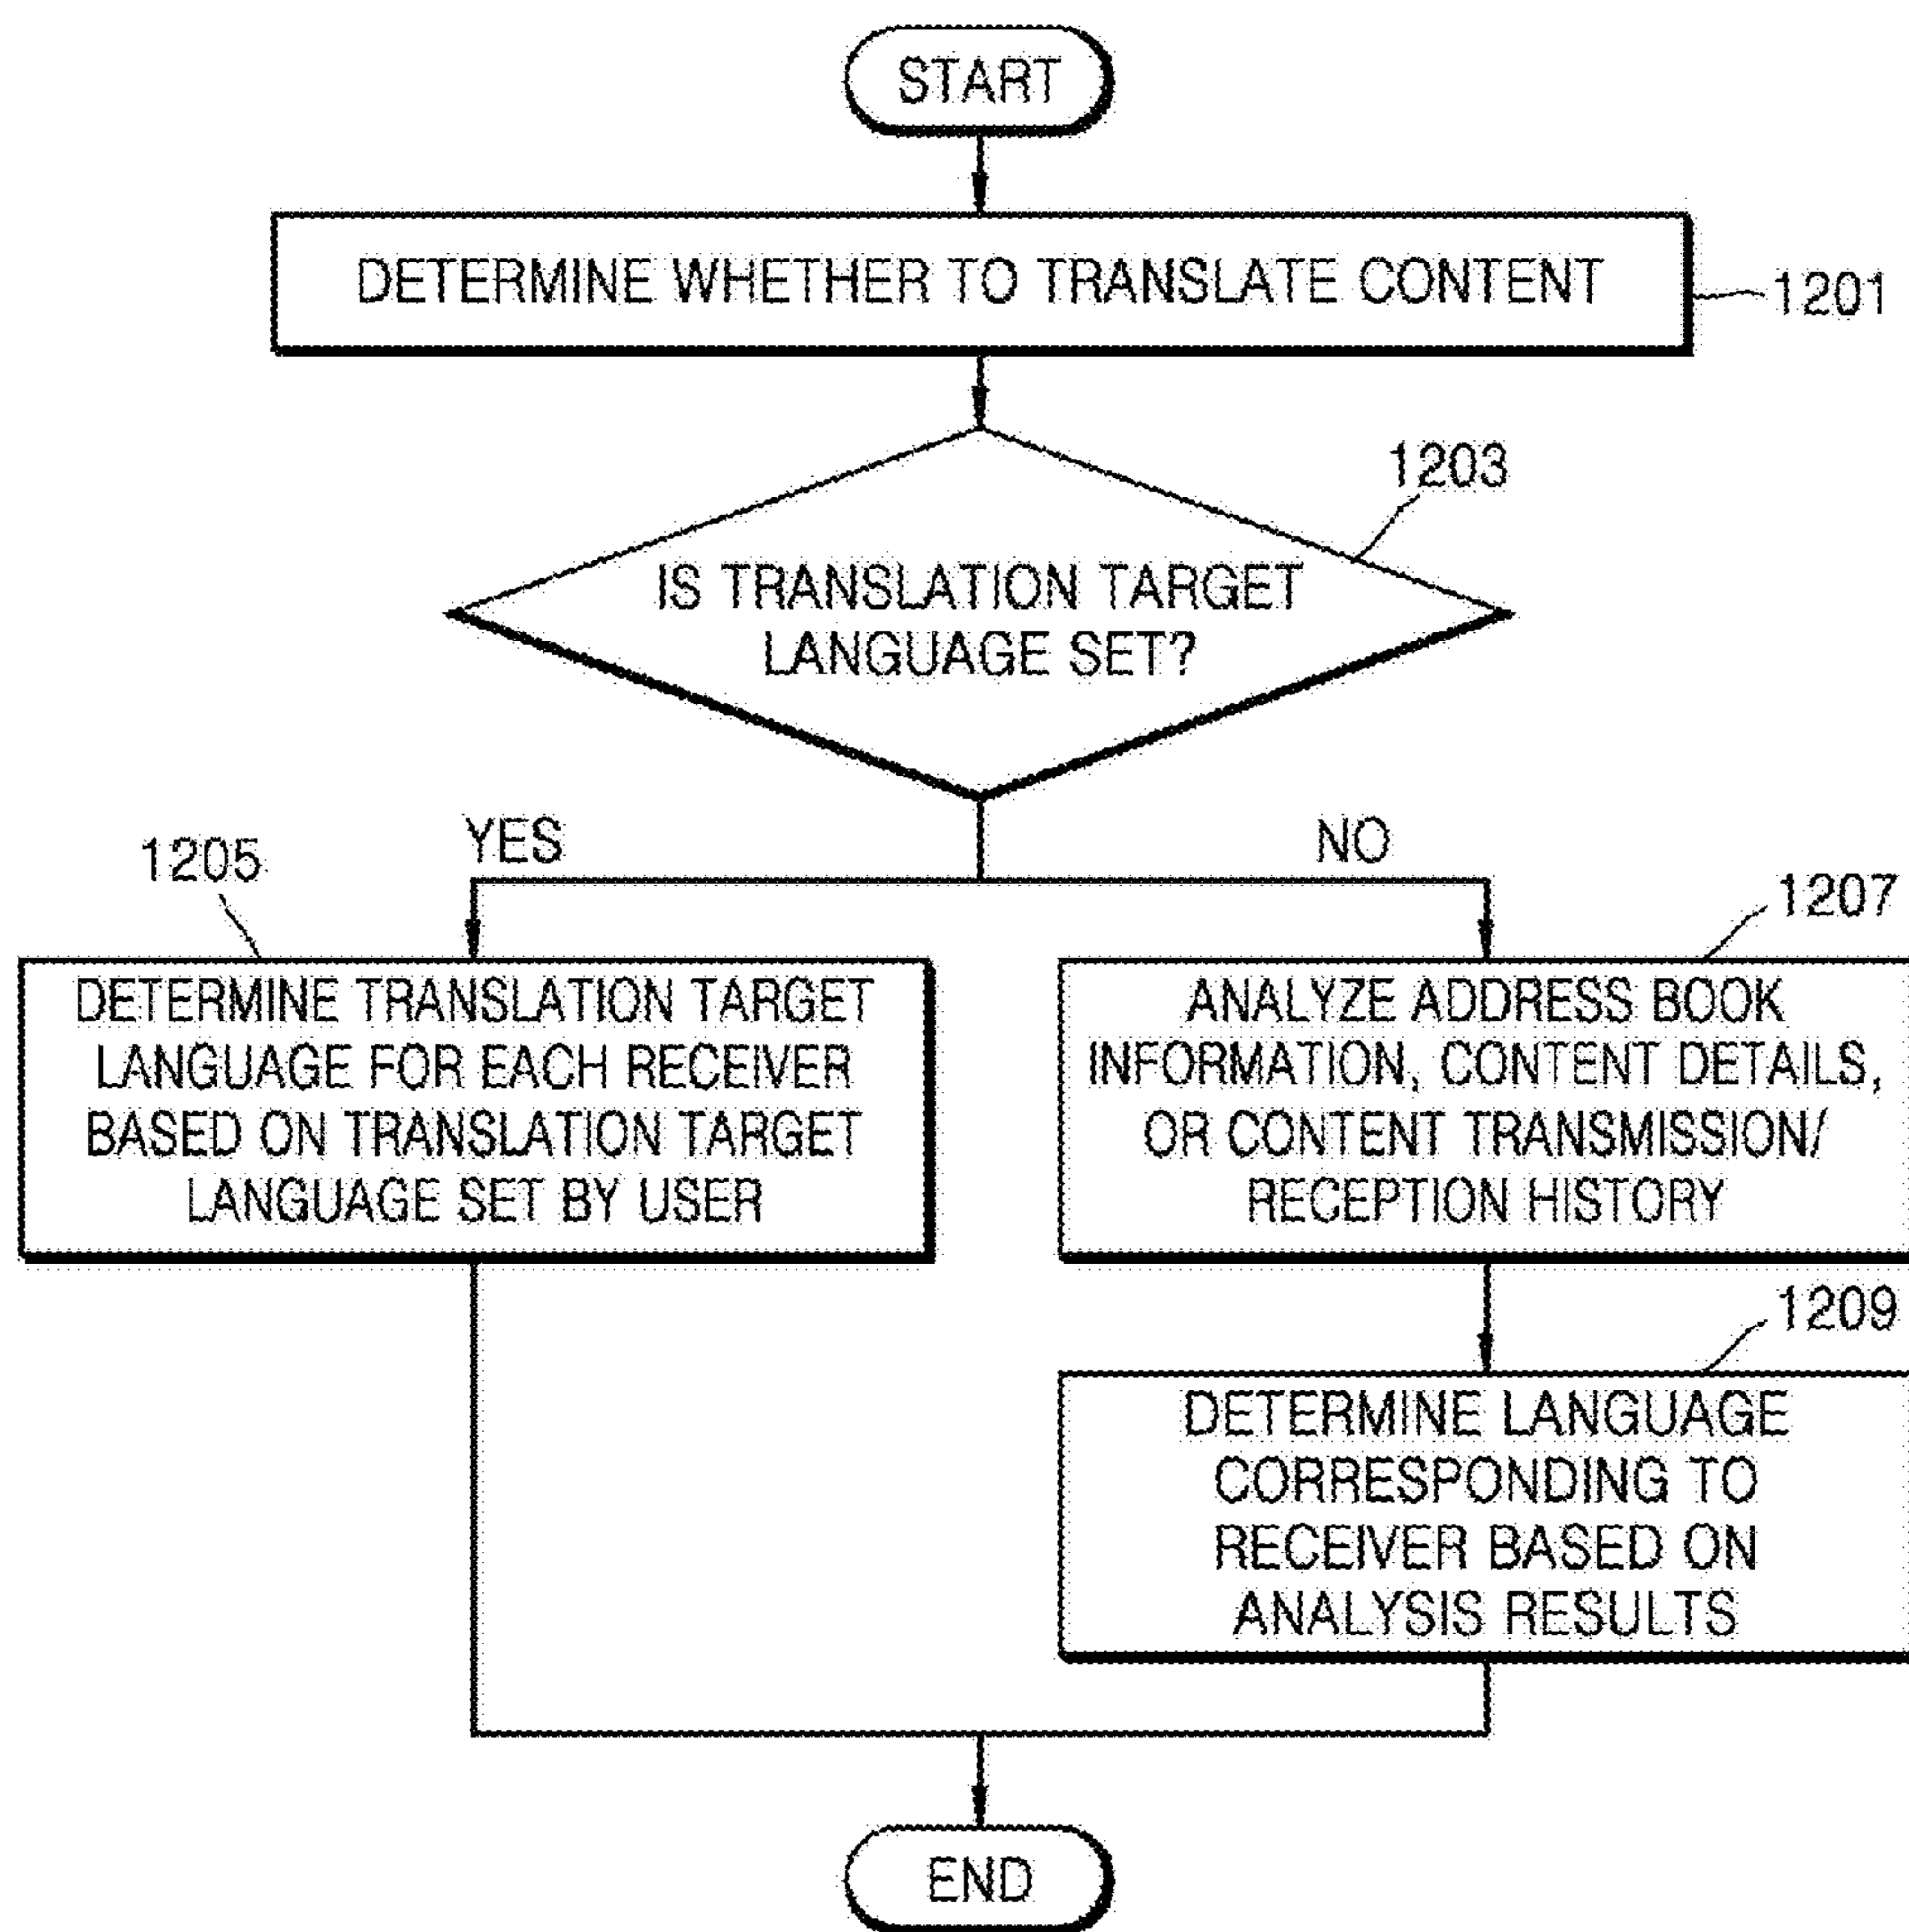 START
DETERMINE WHETHER TO TRANSLATE CONTENT
1201
1203
IS TRANSLATION TARGET
LANGUAGE SET?
YES
NO
1205
DETERMINE TRANSLATION TARGET
LANGUAGE FOR EACH RECEIVER
BASED ON TRANSLATION TARGET
LANGUAGE SET BY USER
1207
ANALYZE ADDRESS BOOK
INFORMATION, CONTENT DETAILS,
OR CONTENT TRANSMISSION/
RECEPTION HISTORY
1209
DETERMINE LANGUAGE
CORRESPONDING TO
RECEIVER BASED ON
ANALYSIS RESULTS
END